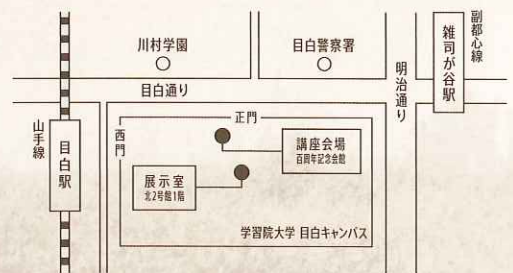 副都心線
雑司が谷駅
川村学園
目白警察署
明治通り
目白通り
正門
西門
山手線
目白駅
講座会場
百周年記念会館
展示室
北2号館1階
学習院大学 目白キャンパス